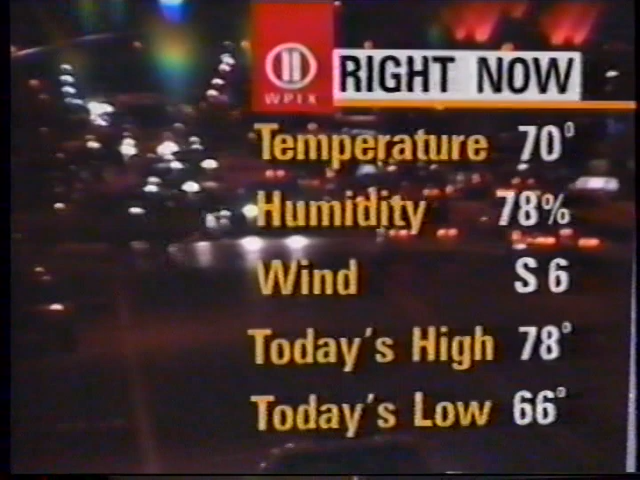 11
WPIX
RIGHT NOW
Temperature 70°
Humidity 78%
Wind S 6
Today's High 78°
Today's Low 66°